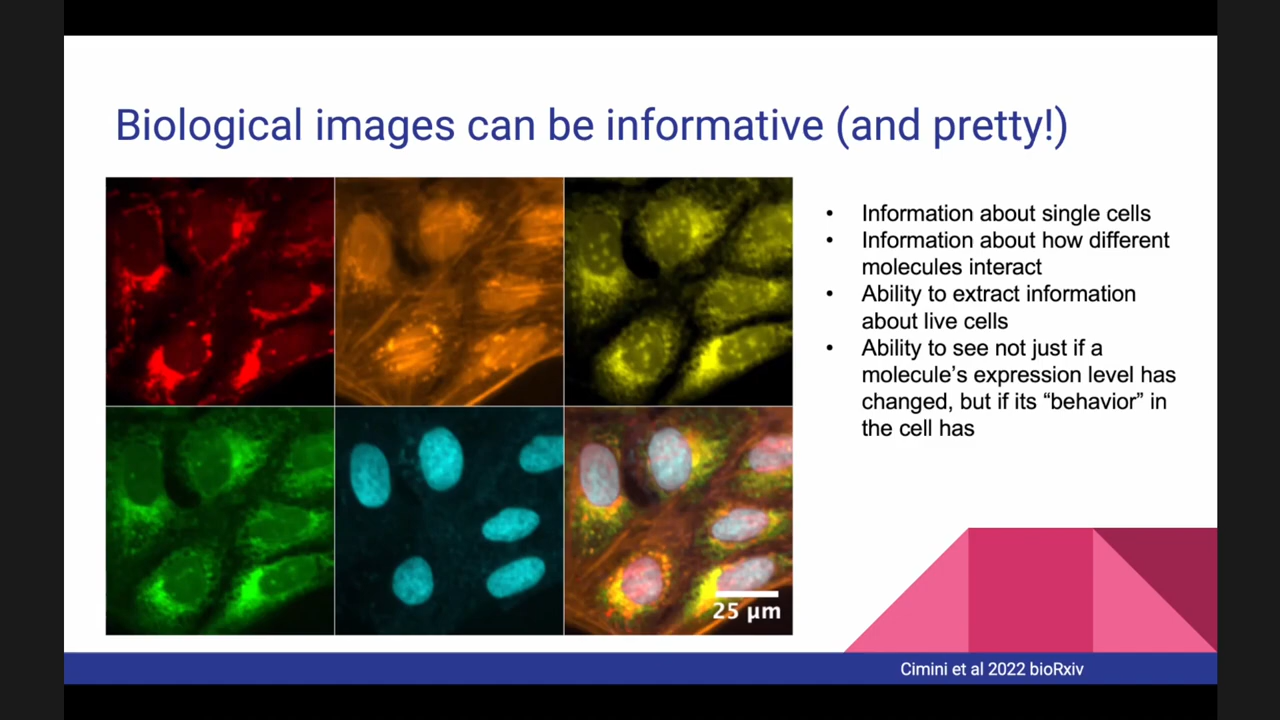 Biological images can be informative (and pretty!)
• Information about single cells
• Information about how different
molecules interact
• Ability to extract information
about live cells
• Ability to see not just if a
molecule’s expression level has
changed, but if its “behavior” in
the cell has
25 µm
Cimini et al 2022 bioRxiv